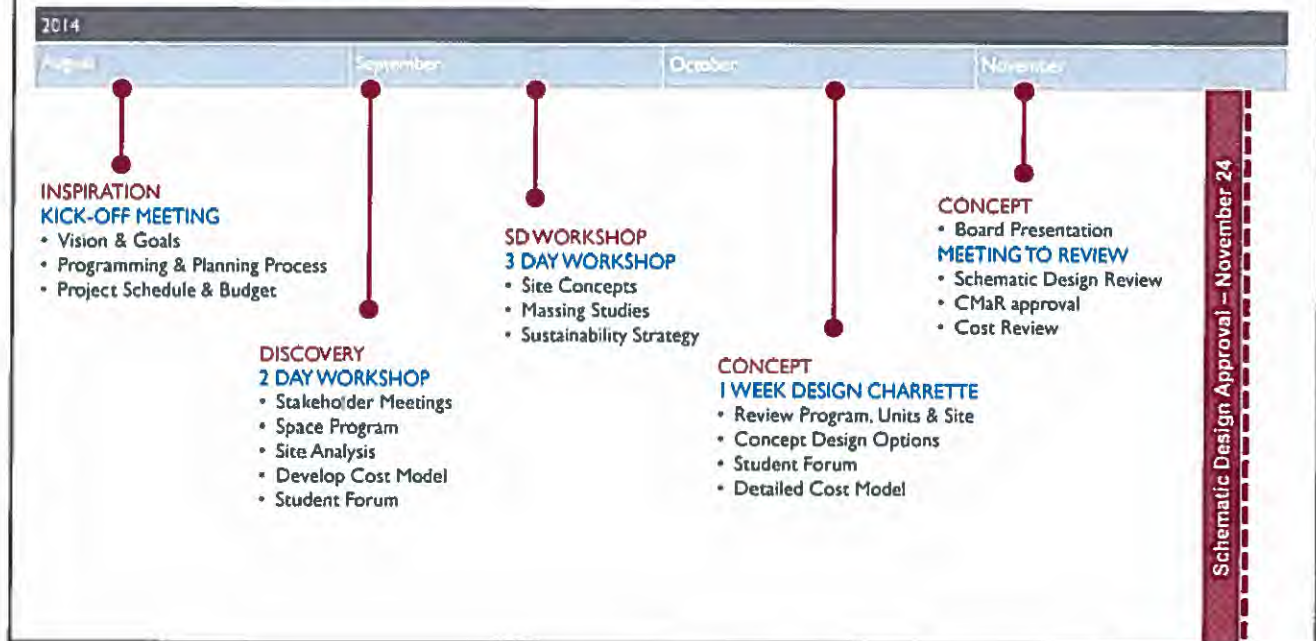 2014
August
September
October
November
INSPIRATION
KICK-OFF MEETING
• Vision & Goals
• Programming & Planning Process
• Project Schedule & Budget
DISCOVERY
2 DAY WORKSHOP
• Stakeholder Meetings
• Space Program
• Site Analysis
• Develop Cost Model
• Student Forum
SD WORKSHOP
3 DAY WORKSHOP
• Site Concepts
• Massing Studies
• Sustainability Strategy
CONCEPT
1 WEEK DESIGN CHARRETTE
• Review Program, Units & Site
• Concept Design Options
• Student Forum
• Detailed Cost Model
CONCEPT
• Board Presentation
MEETING TO REVIEW
• Schematic Design Review
• CMaR approval
• Cost Review
Schematic Design Approval – November 24